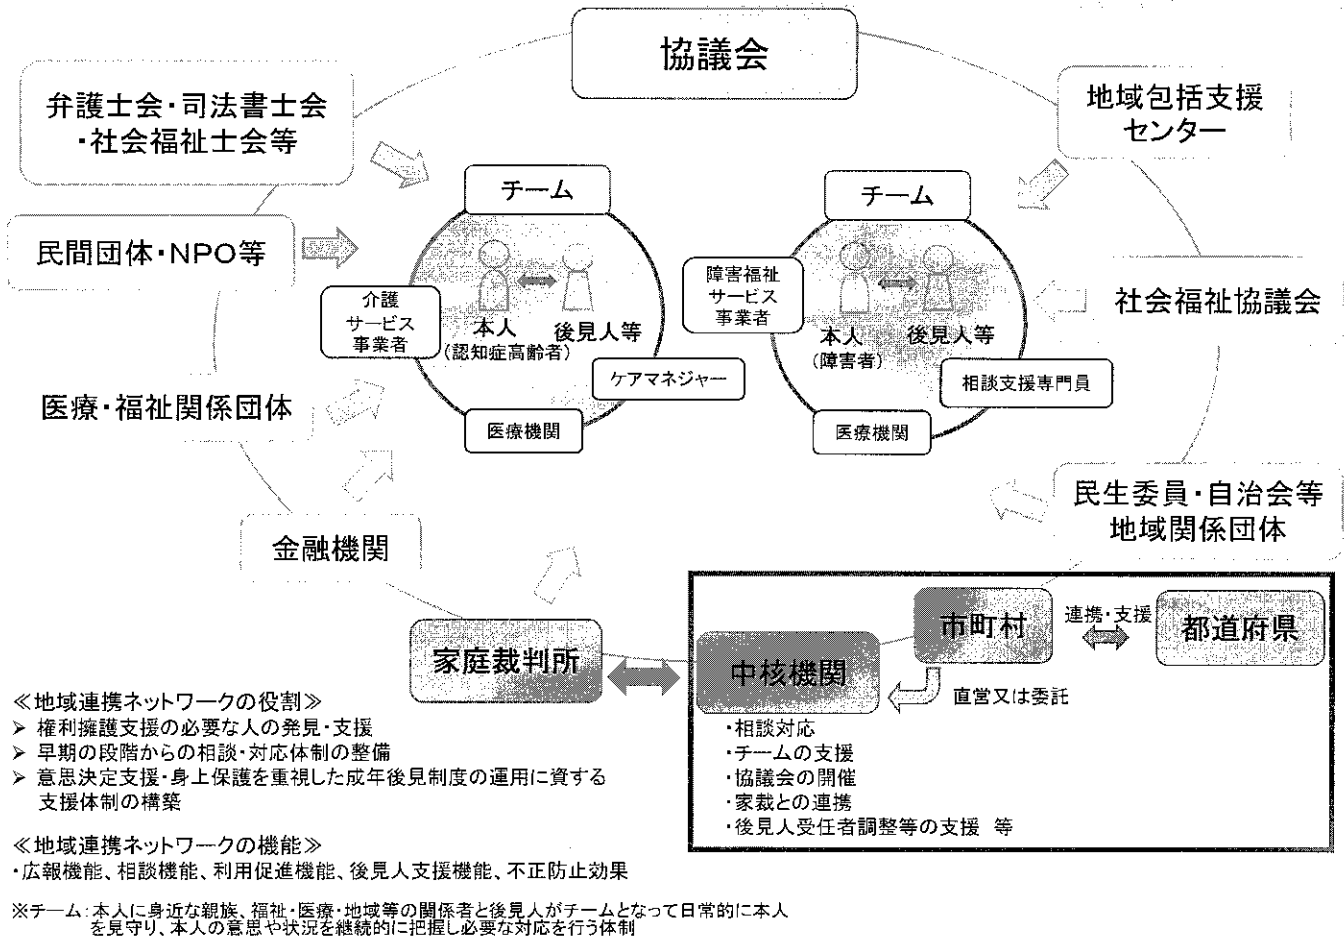 協議会
弁護士会・司法書士会
・社会福祉士会等
地域包括支援
センター
チーム
チーム
民間団体・NPO等
介護
サービス
事業者
本人
(認知症高齢者)
後見人等
ケアマネジャー
医療機関
障害福祉
サービス
事業者
本人
(障害者)
後見人等
相談支援専門員
医療機関
社会福祉協議会
医療・福祉関係団体
民生委員・自治会等
地域関係団体
金融機関
家庭裁判所
中核機関
市町村
連携・支援
都道府県
直営又は委託
・相談対応
・チームの支援
・協議会の開催
・家裁との連携
・後見人受任者調整等の支援 等
≪地域連携ネットワークの役割≫
➢ 権利擁護支援の必要な人の発見・支援
➢ 早期の段階からの相談・対応体制の整備
➢ 意思決定支援・身上保護を重視した成年後見制度の運用に資する
支援体制の構築
≪地域連携ネットワークの機能≫
・広報機能、相談機能、利用促進機能、後見人支援機能、不正防止効果
※チーム:本人に身近な親族、福祉・医療・地域等の関係者と後見人がチームとなって日常的に本人
を見守り、本人の意思や状況を継続的に把握し必要な対応を行う体制